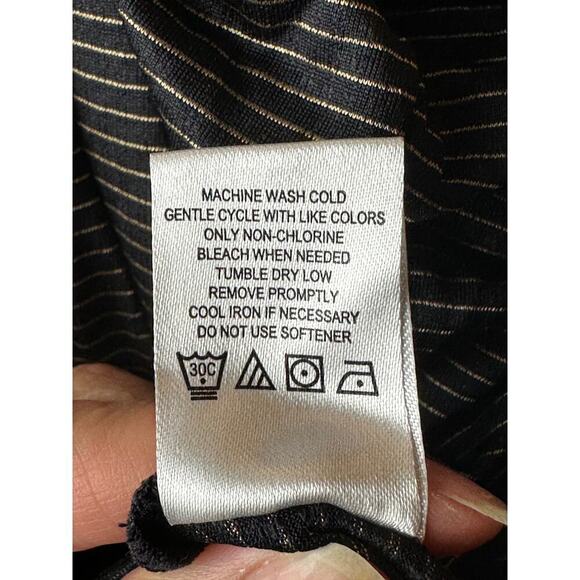 MACHINE WASH COLD
GENTLE CYCLE WITH LIKE COLORS
ONLY NON-CHLORINE
BLEACH WHEN NEEDED
TUMBLE DRY LOW
REMOVE PROMPTLY
COOL IRON IF NECESSARY
DO NOT USE SOFTENER
30C